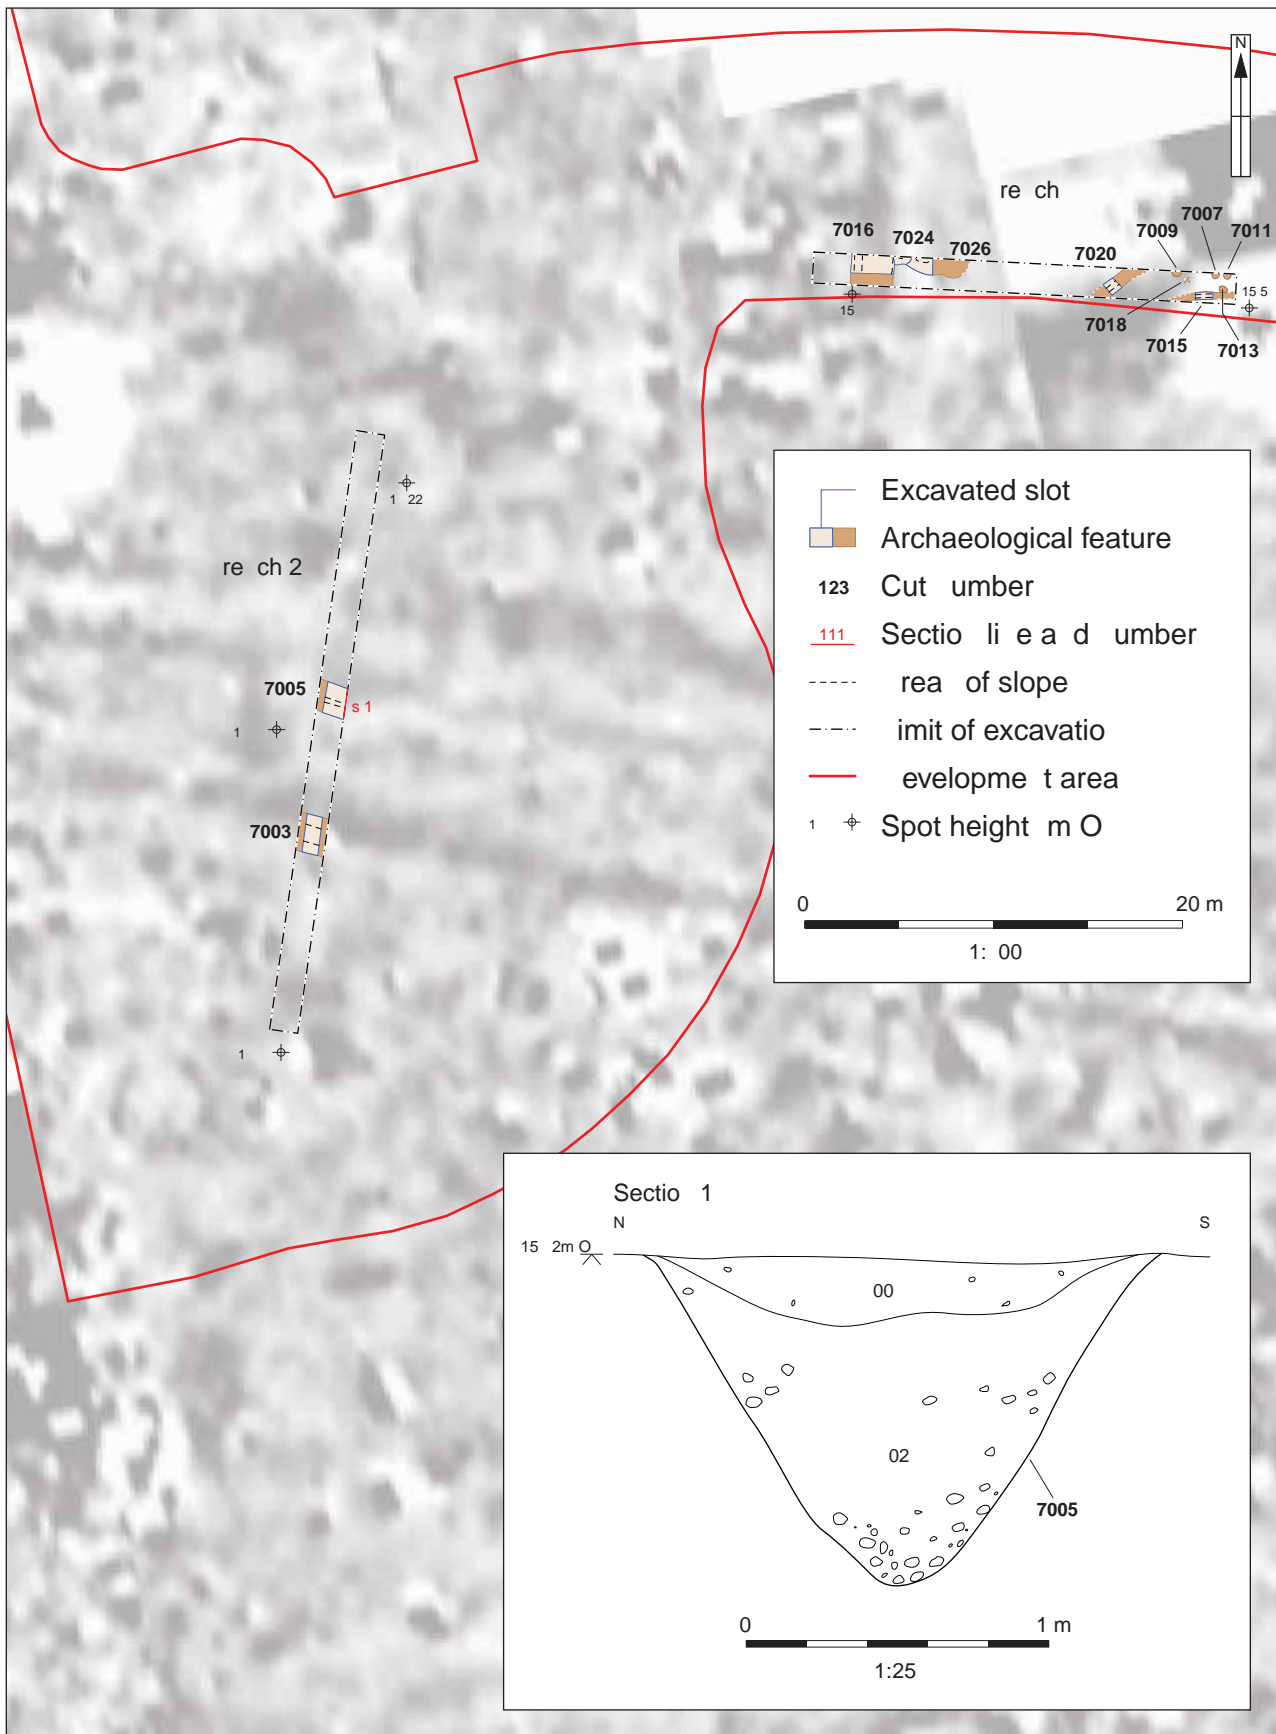 N
re ch
7007
7016
7024
7009
7011
7026
7020
15 5
15
7018
7015
7013
1 22
re ch 2
7005
s 1
1
7003
1
Excavated slot
Archaeological feature
123 Cut umber
111 Sectio li e a d umber
rea of slope
imit of excavatio
evelopme t area
1 Spot height m O
0 20 m
1: 00
Sectio 1
N S
15 2m O
00
02
7005
0 1 m
1:25